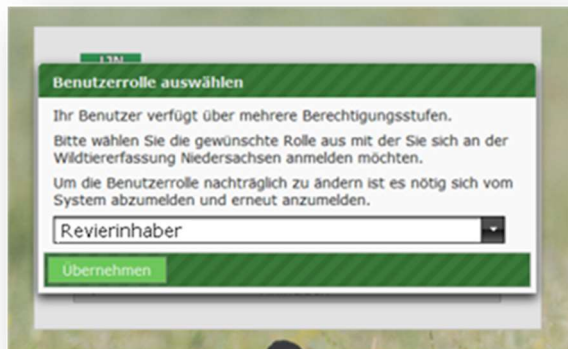 Benutzerrolle auswählen
Ihr Benutzer verfügt über mehrere Berechtigungsstufen.
Bitte wählen Sie die gewünschte Rolle aus mit der Sie sich an der
Wildtiererfassung Niedersachsen anmelden möchten.
Um die Benutzerrolle nachträglich zu ändern ist es nötig sich vom
System abzumelden und erneut anzumelden.
Revierinhaber
Übernehmen